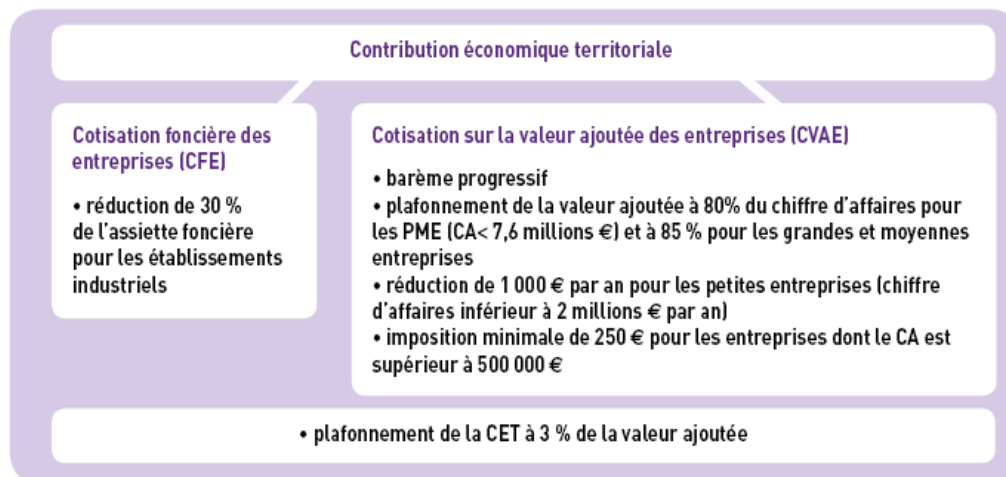 Contribution économique territoriale
Cotisation foncière des
entreprises (CFE)
• réduction de 30 %
de l'assiette foncière
pour les établissements
industriels
Cotisation sur la valeur ajoutée des entreprises (CVAE)
• barème progressif
• plafonnement de la valeur ajoutée à 80% du chiffre d'affaires pour
les PME (CA< 7,6 millions €) et à 85 % pour les grandes et moyennes
entreprises
• réduction de 1 000 € par an pour les petites entreprises (chiffre
d'affaires inférieur à 2 millions € par an)
• imposition minimale de 250 € pour les entreprises dont le CA est
supérieur à 500 000 €
• plafonnement de la CET à 3 % de la valeur ajoutée